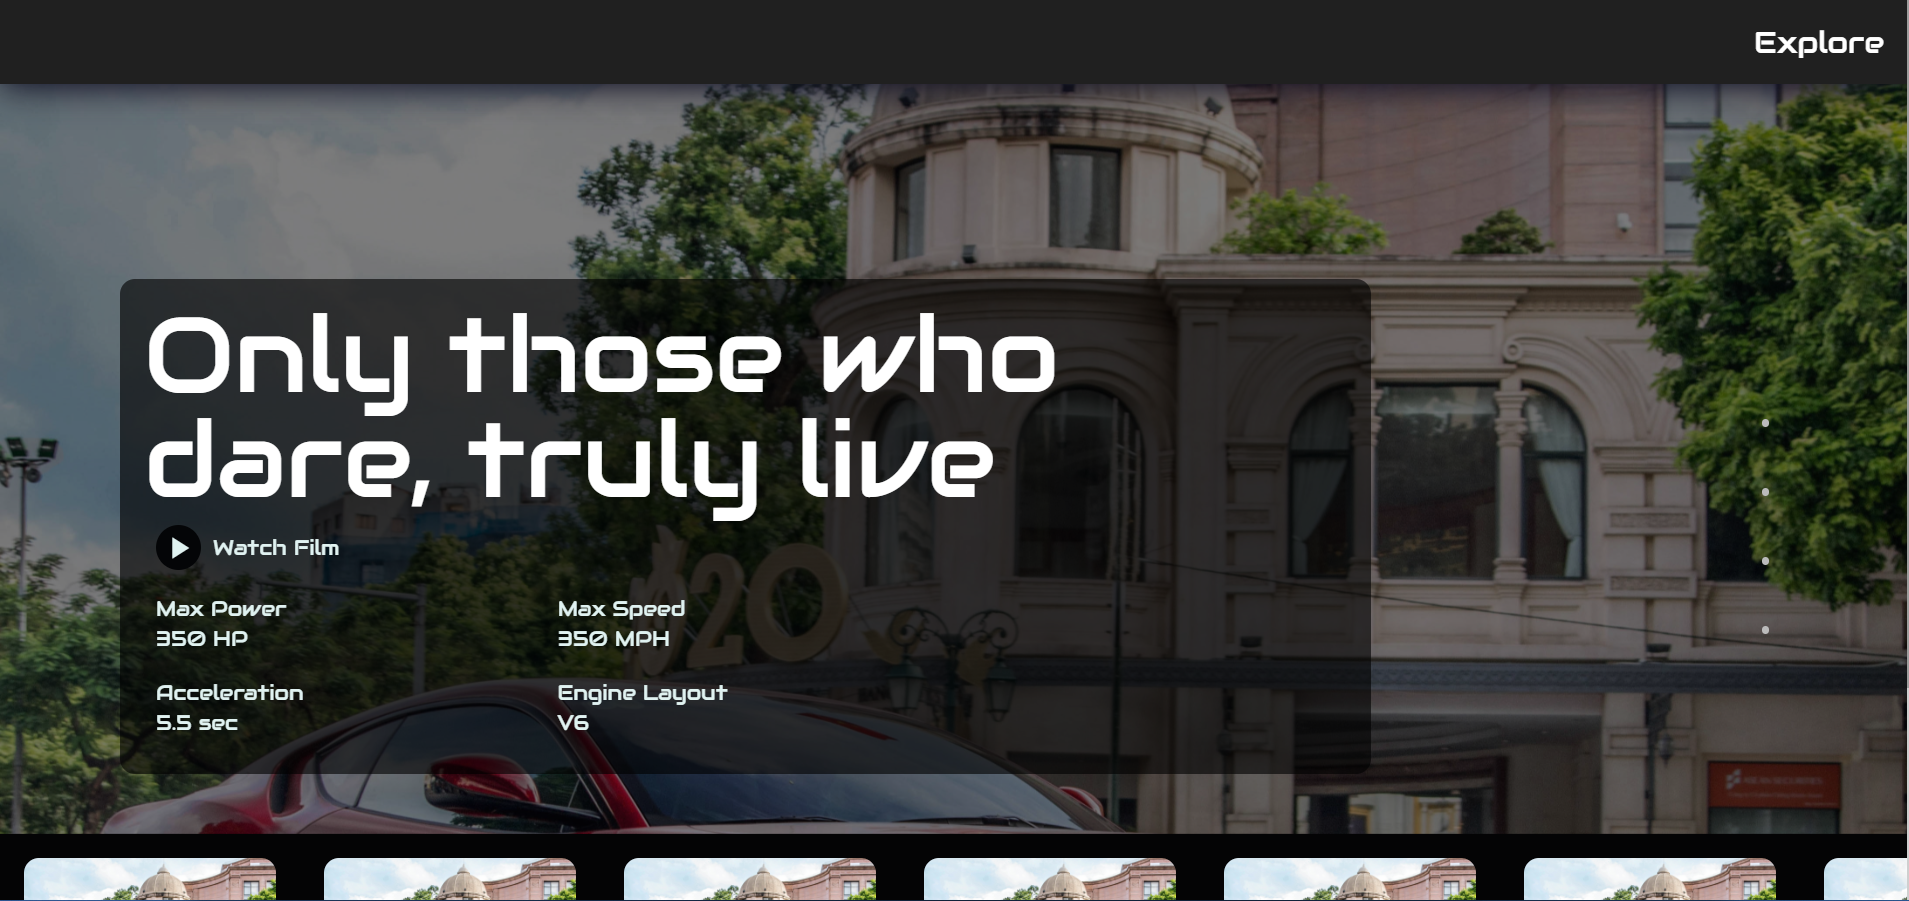 Explore
Only those who
dare, truly live
Watch Film
Max Power
350 HP
Max Speed
350 MPH
Acceleration
5.5 sec
Engine Layout
V6
20